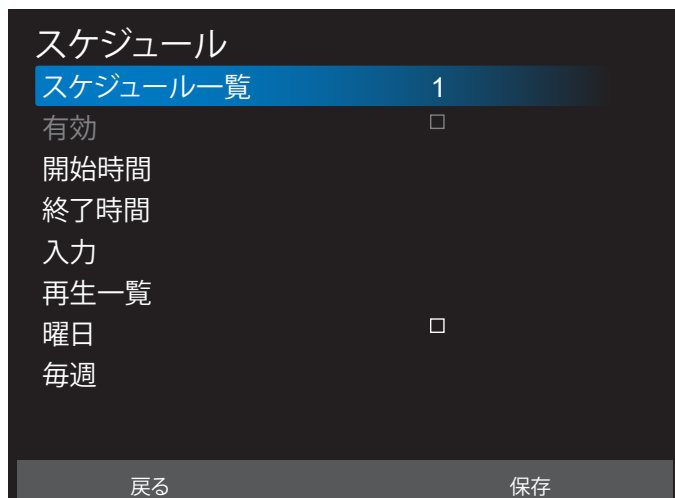 スケジュール
スケジュール一覧 1
有効 □
開始時間
終了時間
入力
再生一覧
曜日 □
毎週
戻る 保存